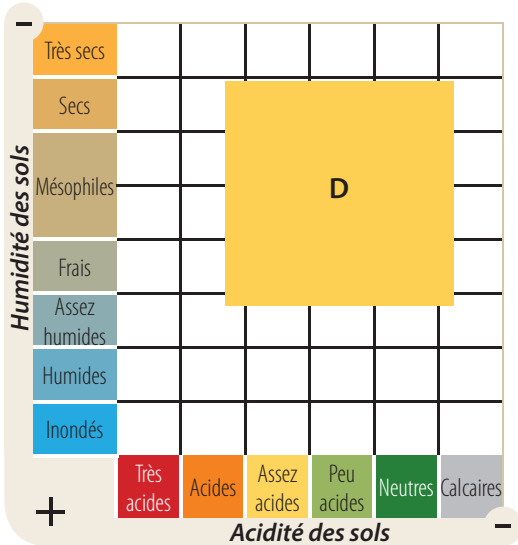 −
Très secs
Secs
Mésophiles
Frais
Assez
humides
Humides
Inondés
Humidité des sols
D
Très
acides
Acides
Assez
acides
Peu
acides
Neutres
Calcaires
+
Acidité des sols
−